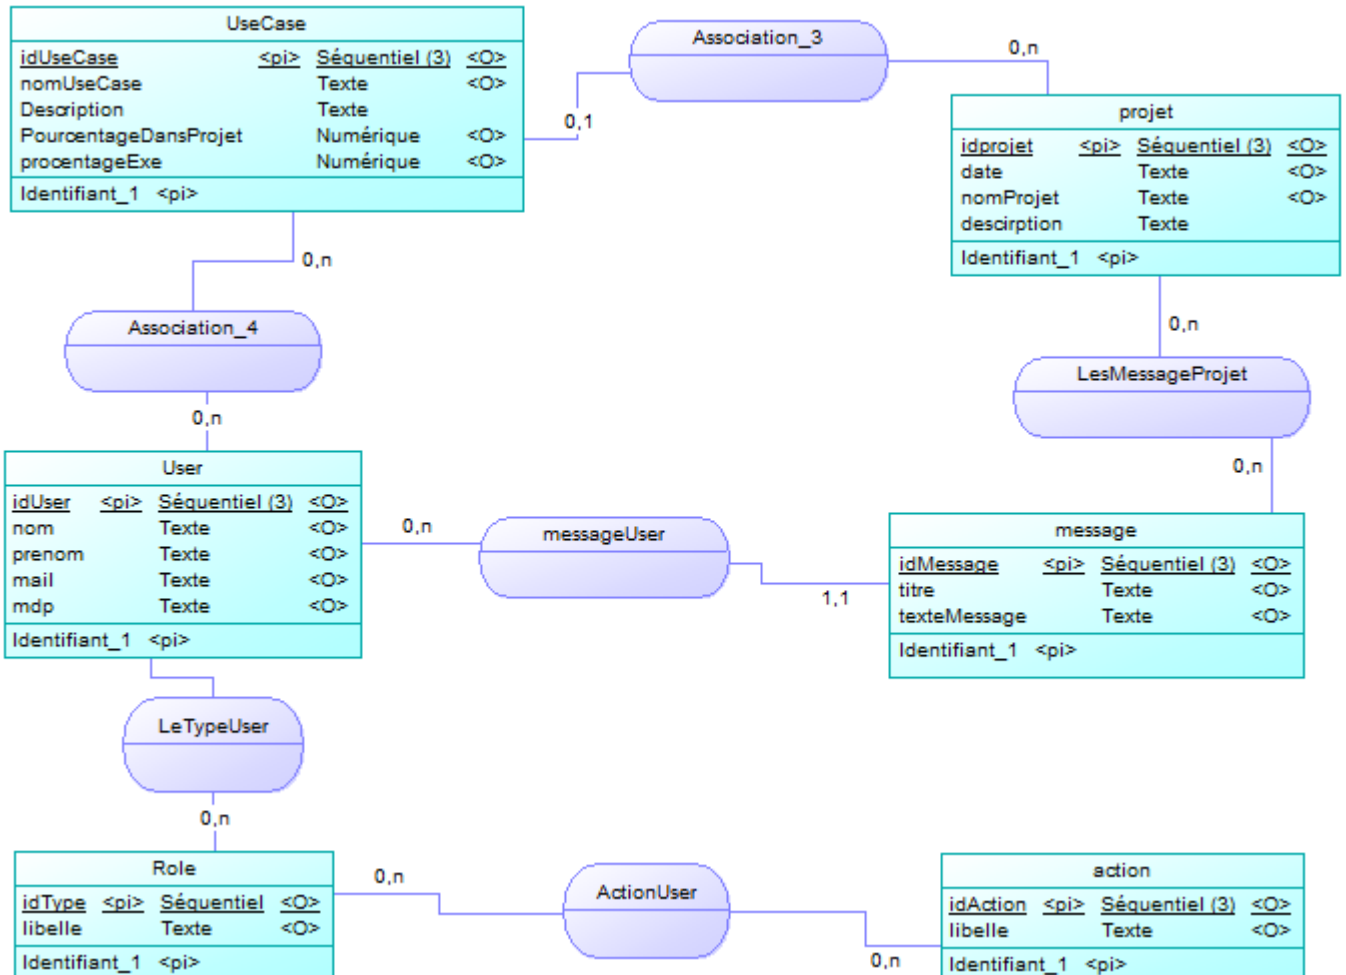 UseCase
idUseCase <pi> Séquentiel (3) <O>
nomUseCase Texte <O>
Description Texte
PourcentageDansProjet Numérique <O>
procentageExe Numérique <O>
Identifiant_1 <pi>
Association_3
0,1
0,n
projet
idprojet <pi> Séquentiel (3) <O>
date Texte <O>
nomProjet Texte <O>
descirption Texte
Identifiant_1 <pi>
0,n
Association_4
0,n
0,n
LesMessageProjet
0,n
User
idUser <pi> Séquentiel (3) <O>
nom Texte <O>
prenom Texte <O>
mail Texte <O>
mdp Texte <O>
Identifiant_1 <pi>
0,n
messageUser
1,1
message
idMessage <pi> Séquentiel (3) <O>
titre Texte <O>
texteMessage Texte <O>
Identifiant_1 <pi>
LeTypeUser
0,n
Role
idType <pi> Séquentiel <O>
libelle Texte <O>
Identifiant_1 <pi>
0,n
ActionUser
0,n
action
idAction <pi> Séquentiel (3) <O>
libelle Texte <O>
Identifiant_1 <pi>